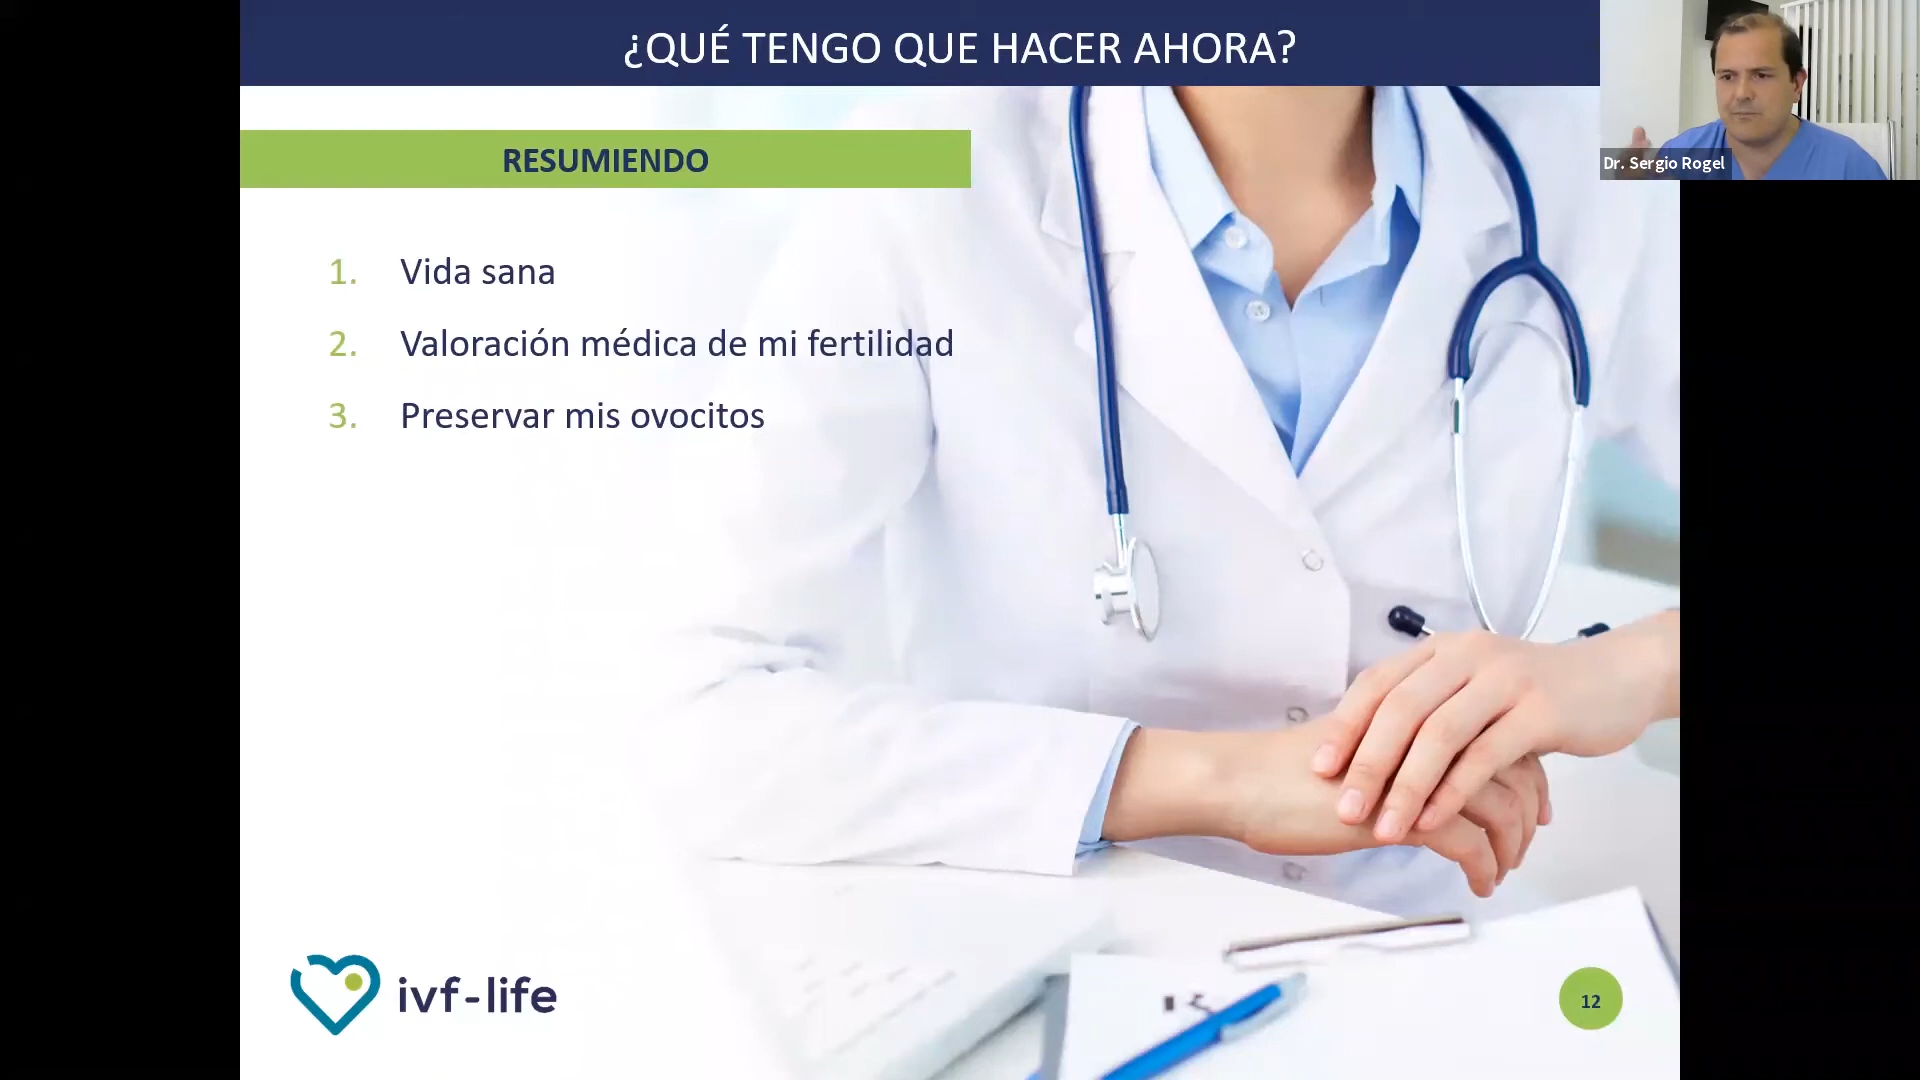 ¿QUÉ TENGO QUE HACER AHORA?
Dr. Sergio Rogel
RESUMIENDO
1. Vida sana
2. Valoración médica de mi fertilidad
3. Preservar mis ovocitos
ivf-life
12